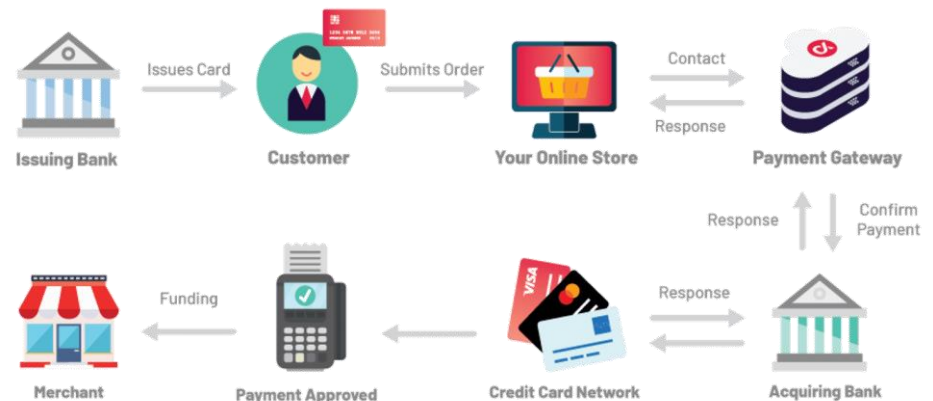 Issues Card
Submits Order
Contact
Response
Issuing Bank
Customer
Your Online Store
Payment Gateway
Response
Confirm
Payment
Funding
VISA
Response
Merchant
Payment Approved
Credit Card Network
Acquiring Bank